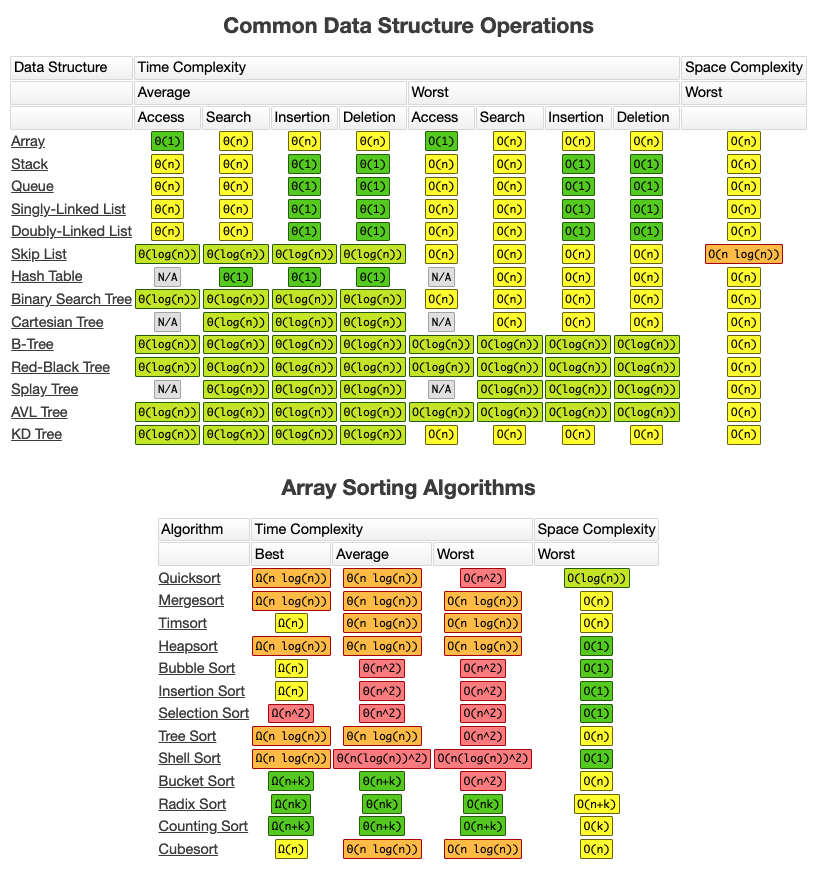 Common Data Structure Operations
Data Structure Time Complexity Space Complexity
Average Worst Worst
Access Search Insertion Deletion Access Search Insertion Deletion
Array Θ(1) Θ(n) Θ(n) Θ(n) O(1) O(n) O(n) O(n) O(n)
Stack Θ(n) Θ(n) Θ(1) Θ(1) O(n) O(n) O(1) O(1) O(n)
Queue Θ(n) Θ(n) Θ(1) Θ(1) O(n) O(n) O(1) O(1) O(n)
Singly-Linked List Θ(n) Θ(n) Θ(1) Θ(1) O(n) O(n) O(1) O(1) O(n)
Doubly-Linked List Θ(n) Θ(n) Θ(1) Θ(1) O(n) O(n) O(1) O(1) O(n)
Skip List Θ(log(n)) Θ(log(n)) Θ(log(n)) Θ(log(n)) O(n) O(n) O(n) O(n) O(n log(n))
Hash Table N/A Θ(1) Θ(1) Θ(1) N/A O(n) O(n) O(n) O(n)
Binary Search Tree Θ(log(n)) Θ(log(n)) Θ(log(n)) Θ(log(n)) O(n) O(n) O(n) O(n) O(n)
Cartesian Tree N/A Θ(log(n)) Θ(log(n)) Θ(log(n)) N/A O(n) O(n) O(n) O(n)
B-Tree Θ(log(n)) Θ(log(n)) Θ(log(n)) Θ(log(n)) O(log(n)) O(log(n)) O(log(n)) O(log(n)) O(n)
Red-Black Tree Θ(log(n)) Θ(log(n)) Θ(log(n)) Θ(log(n)) O(log(n)) O(log(n)) O(log(n)) O(log(n)) O(n)
Splay Tree N/A Θ(log(n)) Θ(log(n)) Θ(log(n)) N/A O(log(n)) O(log(n)) O(log(n)) O(n)
AVL Tree Θ(log(n)) Θ(log(n)) Θ(log(n)) Θ(log(n)) O(log(n)) O(log(n)) O(log(n)) O(log(n)) O(n)
KD Tree Θ(log(n)) Θ(log(n)) Θ(log(n)) Θ(log(n)) O(n) O(n) O(n) O(n) O(n)
Array Sorting Algorithms
Algorithm Time Complexity Space Complexity
Best Average Worst Worst
Quicksort Ω(n log(n)) Θ(n log(n)) O(n^2) O(log(n))
Mergesort Ω(n log(n)) Θ(n log(n)) O(n log(n)) O(n)
Timsort Ω(n) Θ(n log(n)) O(n log(n)) O(n)
Heapsort Ω(n log(n)) Θ(n log(n)) O(n log(n)) O(1)
Bubble Sort Ω(n) Θ(n^2) O(n^2) O(1)
Insertion Sort Ω(n) Θ(n^2) O(n^2) O(1)
Selection Sort Ω(n^2) Θ(n^2) O(n^2) O(1)
Tree Sort Ω(n log(n)) Θ(n log(n)) O(n^2) O(n)
Shell Sort Ω(n log(n)) Θ(n(log(n))^2) O(n(log(n))^2) O(1)
Bucket Sort Ω(n+k) Θ(n+k) O(n^2) O(n)
Radix Sort Ω(nk) Θ(nk) O(nk) O(n+k)
Counting Sort Ω(n+k) Θ(n+k) O(n+k) O(k)
Cubesort Ω(n) Θ(n log(n)) O(n log(n)) O(n)